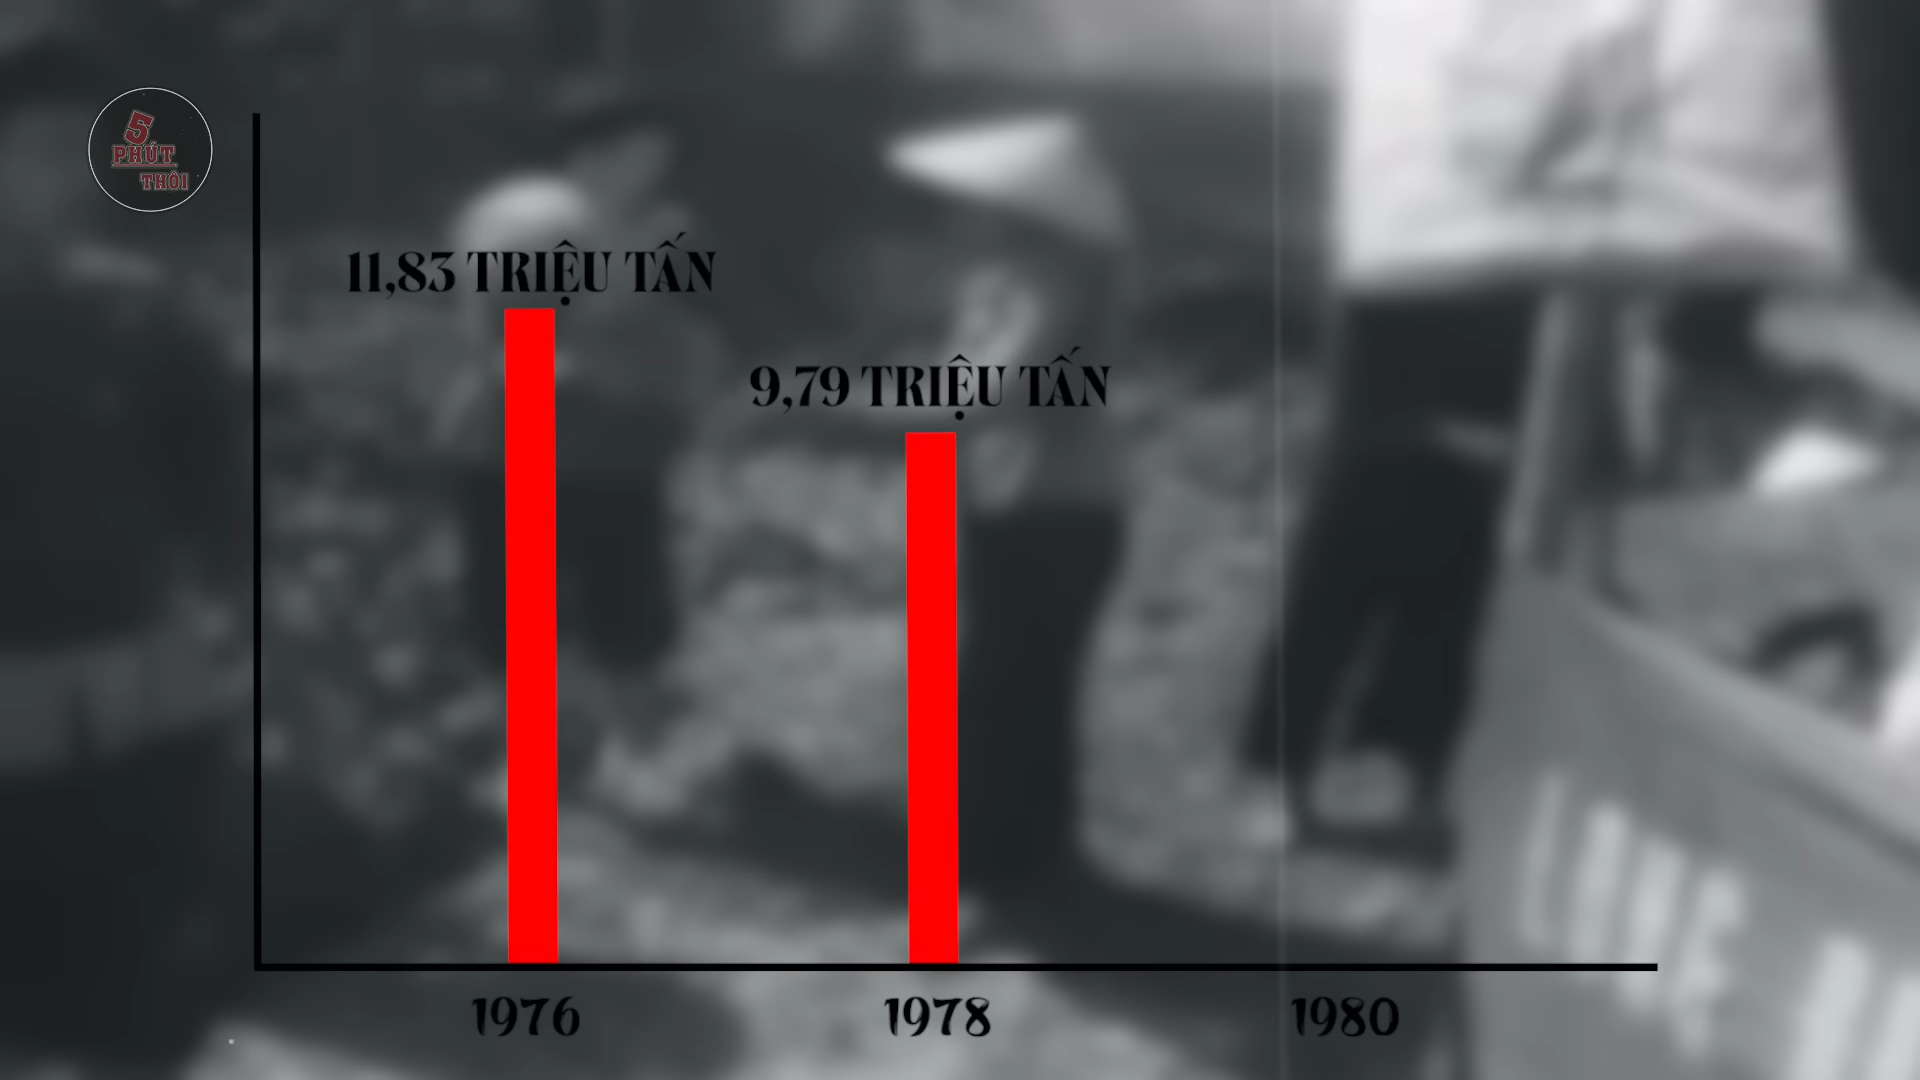 5
PHÚT
THÔI
11,83 TRIỆU TẤN
9,79 TRIỆU TẤN
1976 1978 1980